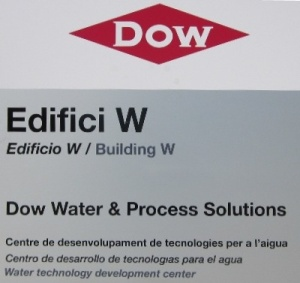 Dow
Edifici W
Edificio W / Building W
Dow Water & Process Solutions
Centre de desenvolupament de tecnologies per a l'aigua
Centro de desarrollo de tecnologías para el agua
Water technology development center